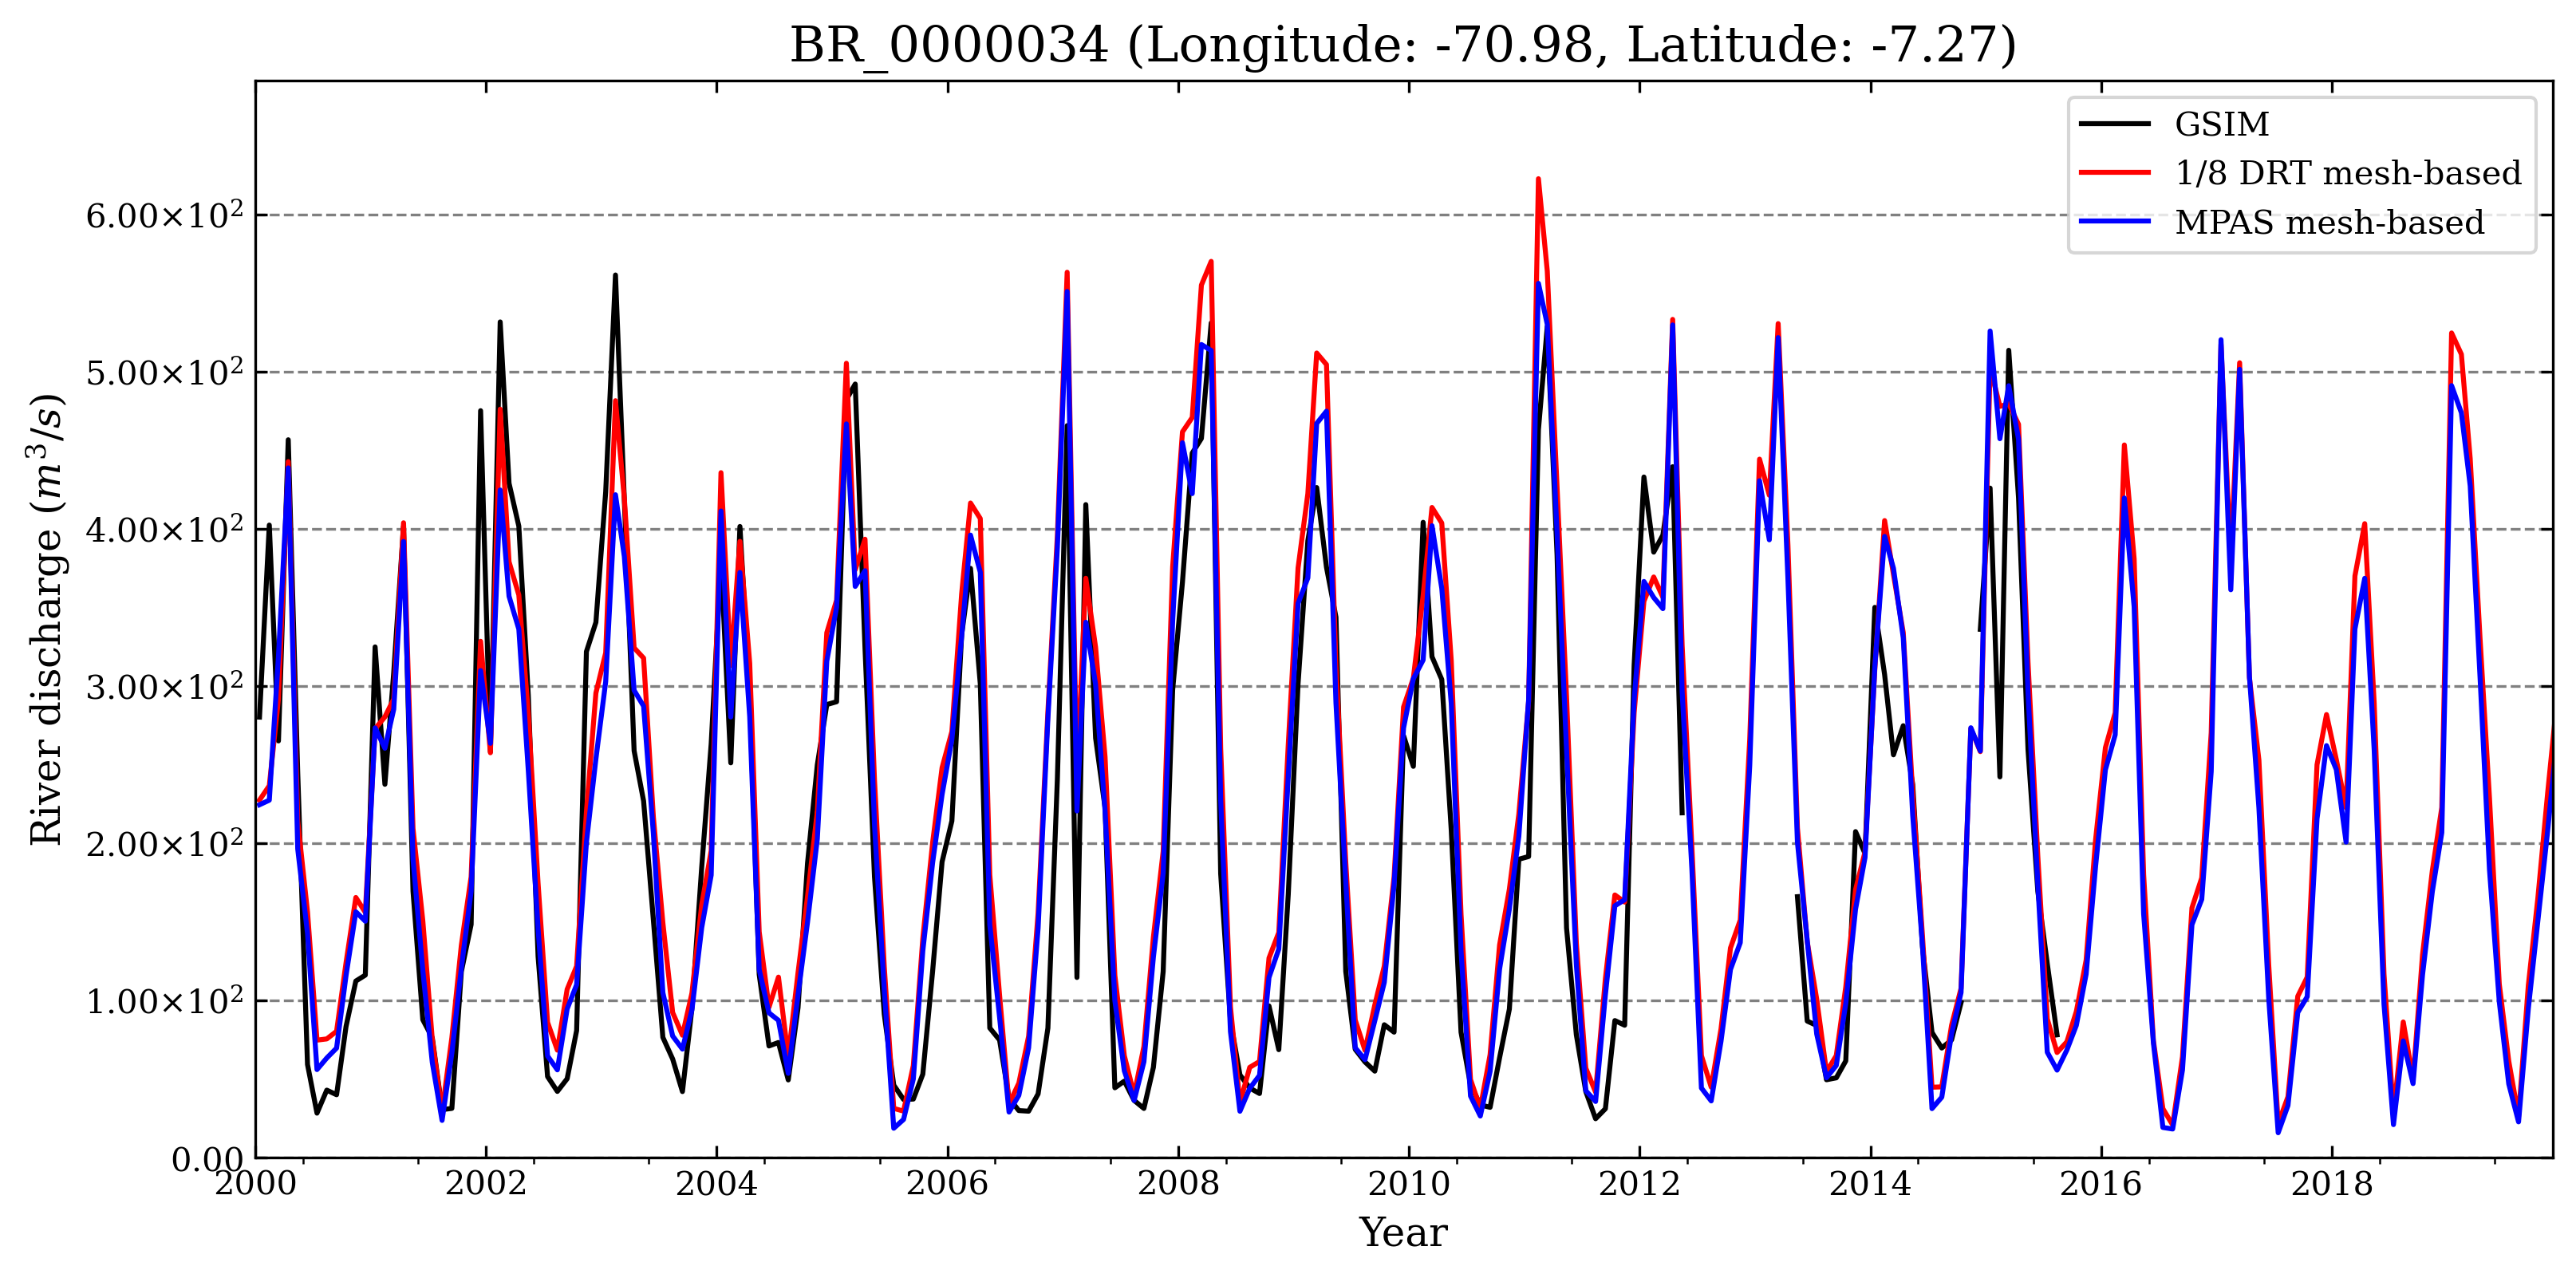 BR_0000034 (Longitude: -70.98, Latitude: -7.27)
GSIM
1/8 DRT mesh-based
MPAS mesh-based
River discharge (m³/s)
6.00×10²
5.00×10²
4.00×10²
3.00×10²
2.00×10²
1.00×10²
0.00
2000 2002 2004 2006 2008 2010 2012 2014 2016 2018
Year